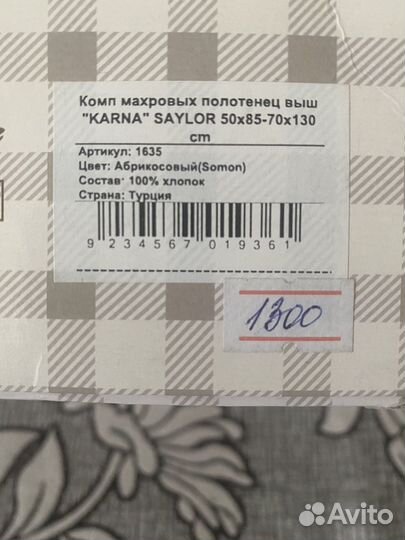 Комп махровых полотенец выш
"KARNA" SAYLOR 50x85-70x130
cm
Артикул: 1635
Цвет: Абрикосовый(Somon)
Состав· 100% хлопок
Страна: Турция
9 234567 019361
1300
Avito